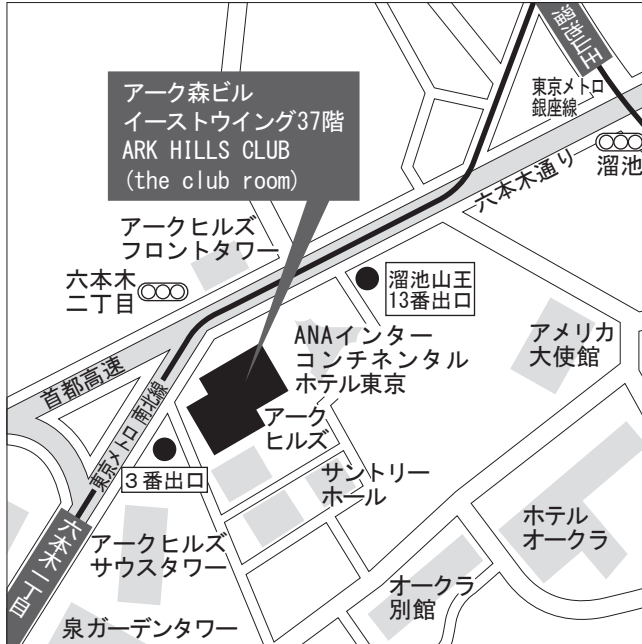 溜池山王
東京メトロ
銀座線
溜池
六本木通り
アーク森ビル
イーストウイング37階
ARK HILLS CLUB
(the club room)
アークヒルズ
フロントタワー
六本木
二丁目
溜池山王
13番出口
ANAインター
コンチネンタル
ホテル東京
アメリカ
大使館
首都高速
東京メトロ 南北線
アーク
ヒルズ
3番出口
サントリー
ホール
ホテル
オークラ
六本木一丁目
アークヒルズ
サウスタワー
オークラ
別館
泉ガーデンタワー